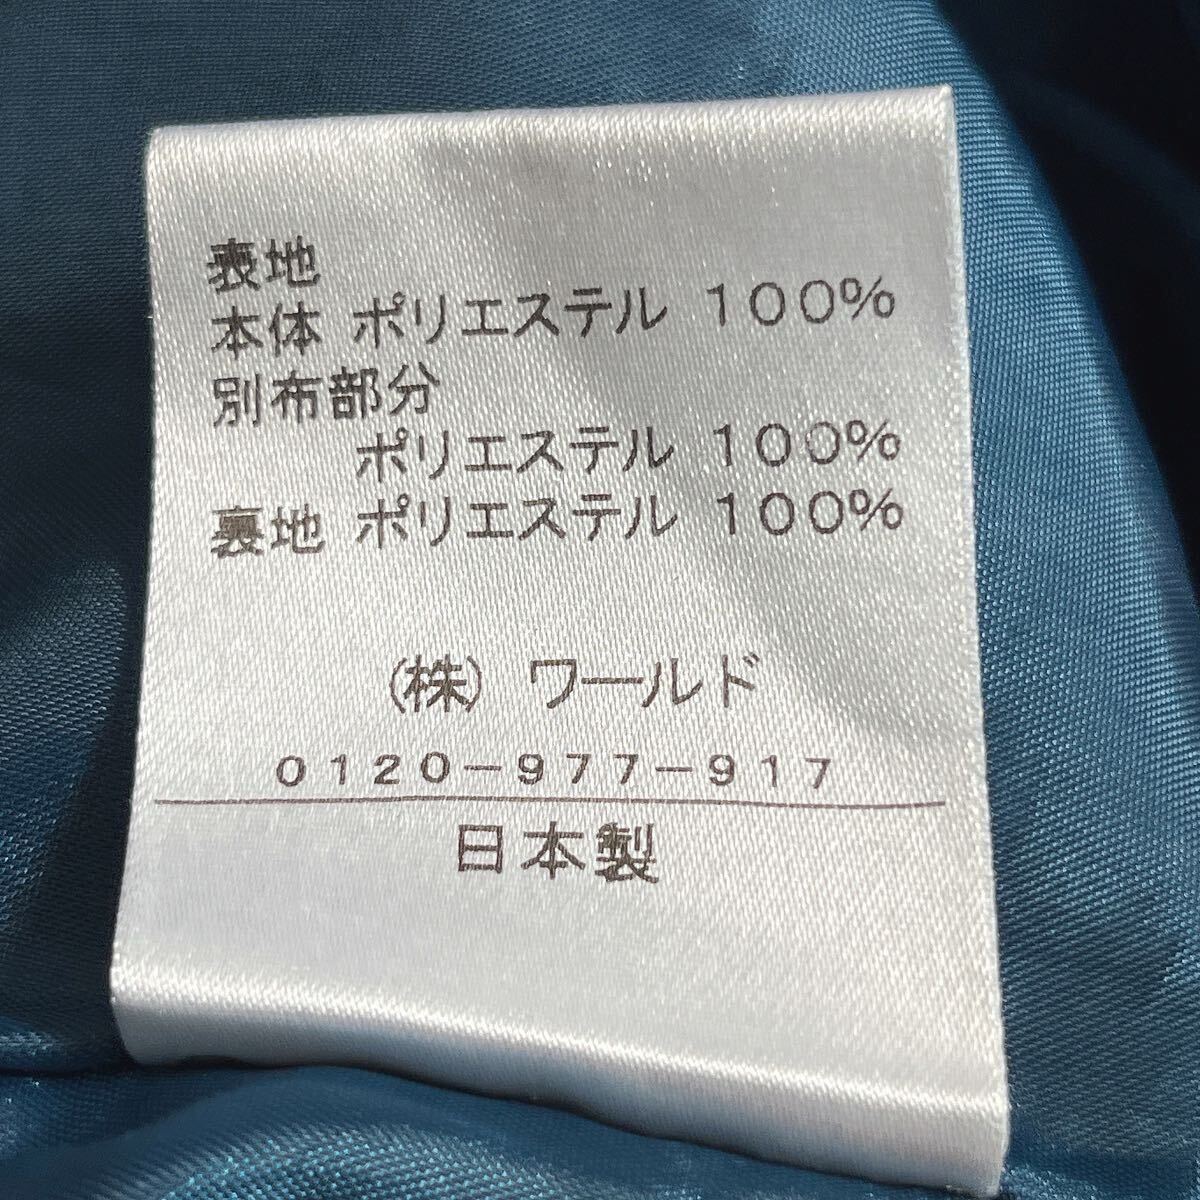 表地
本体 ポリエステル 100%
別布部分
ポリエステル 100%
裏地 ポリエステル 100%
(株) ワールド
0120-977-917
日本製